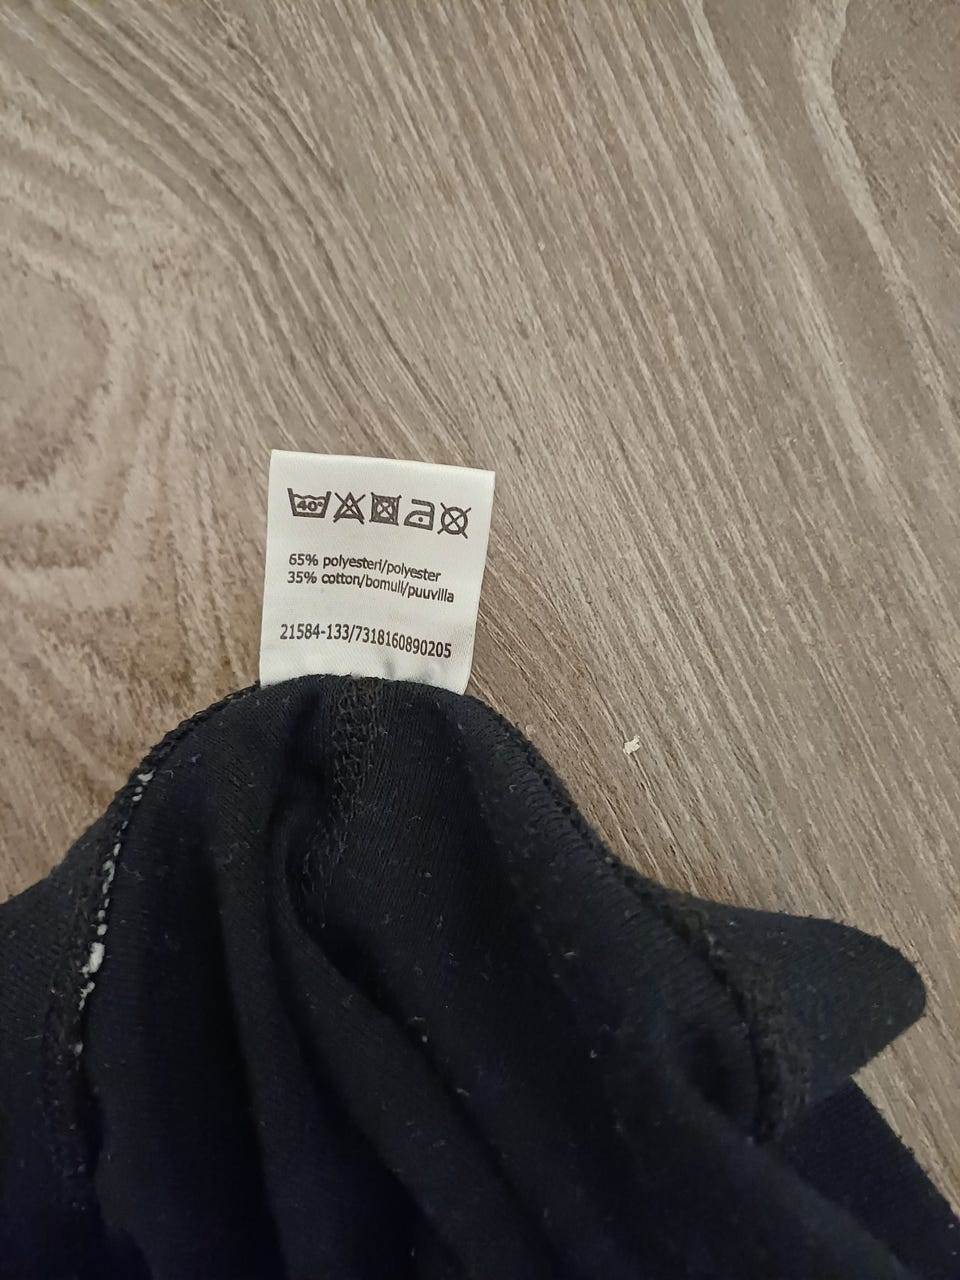 40°
65% polyesteri/polyester
35% cotton/bomull/puuvilla
21584-133/7318160890205